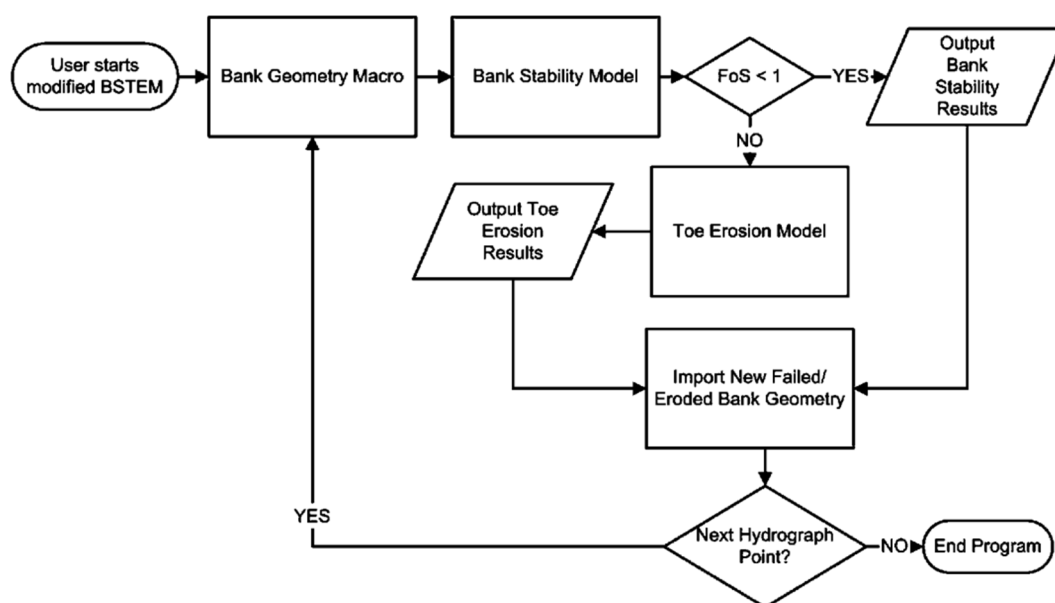 User starts
modified BSTEM
Bank Geometry Macro
Bank Stability Model
FoS < 1
YES
Output
Bank
Stability
Results
NO
Output Toe
Erosion
Results
Toe Erosion Model
Import New Failed/
Eroded Bank Geometry
YES
Next Hydrograph
Point?
NO
End Program